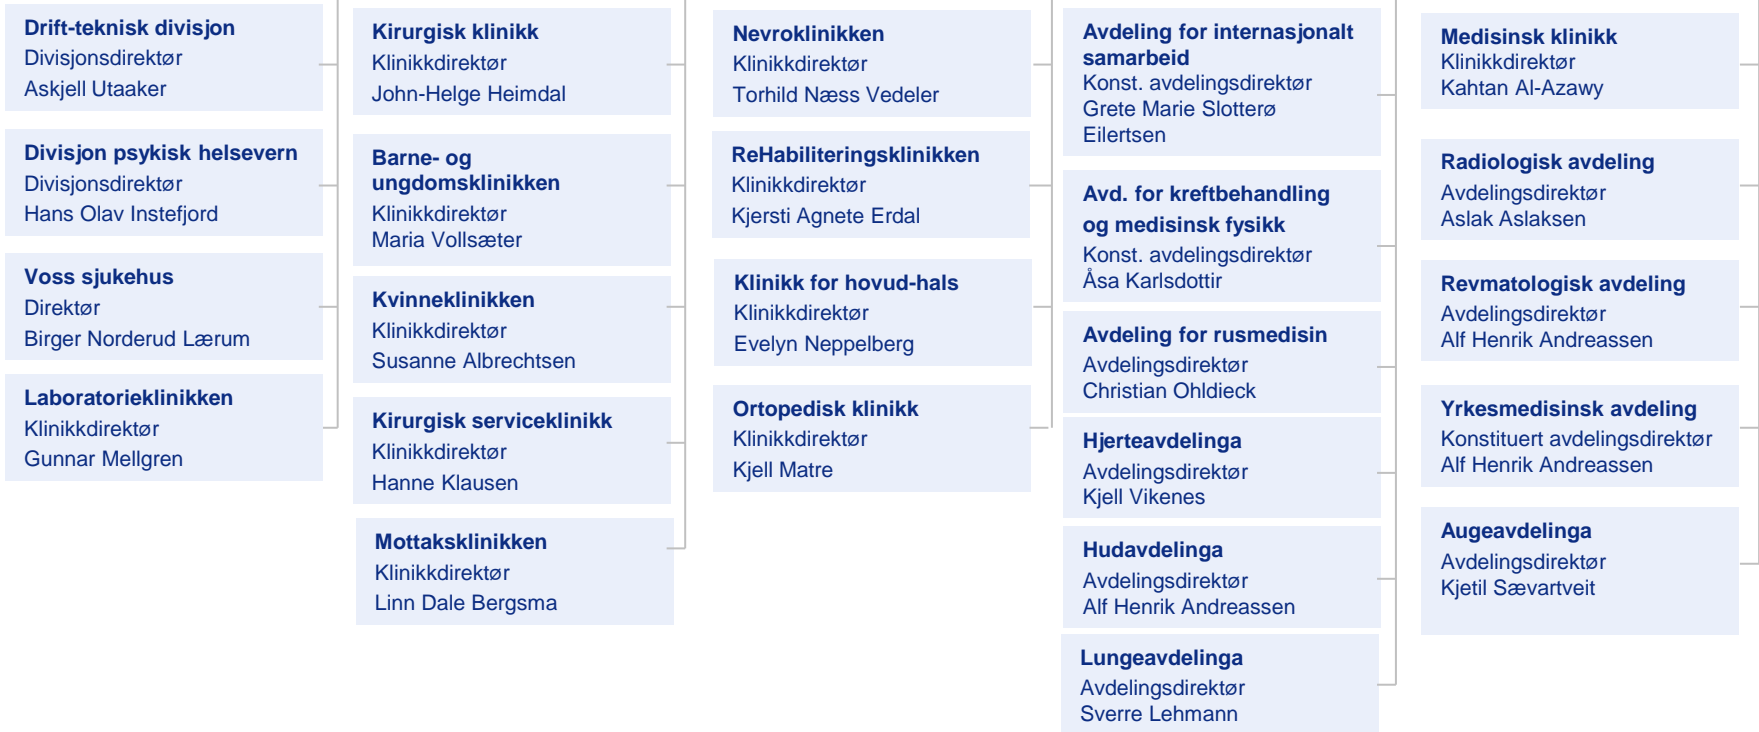 Drift-teknisk divisjon
Divisjonsdirektør
Askjell Utaaker
Divisjon psykisk helsevern
Divisjonsdirektør
Hans Olav Instefjord
Voss sjukehus
Direktør
Birger Norderud Lærum
Laboratorieklinikken
Klinikkdirektør
Gunnar Mellgren
Kirurgisk klinikk
Klinikkdirektør
John-Helge Heimdal
Barne- og
ungdomsklinikken
Klinikkdirektør
Maria Vollsæter
Kvinneklinikken
Klinikkdirektør
Susanne Albrechtsen
Kirurgisk serviceklinikk
Klinikkdirektør
Hanne Klausen
Mottaksklinikken
Klinikkdirektør
Linn Dale Bergsma
Nevroklinikken
Klinikkdirektør
Torhild Næss Vedeler
ReHabiliteringsklinikken
Klinikkdirektør
Kjersti Agnete Erdal
Klinikk for hovud-hals
Klinikkdirektør
Evelyn Neppelberg
Ortopedisk klinikk
Klinikkdirektør
Kjell Matre
Avdeling for internasjonalt
samarbeid
Konst. avdelingsdirektør
Grete Marie Slotterø
Eilertsen
Avd. for kreftbehandling
og medisinsk fysikk
Konst. avdelingsdirektør
Åsa Karlsdottir
Avdeling for rusmedisin
Avdelingsdirektør
Christian Ohldieck
Hjerteavdelinga
Avdelingsdirektør
Kjell Vikenes
Hudavdelinga
Avdelingsdirektør
Alf Henrik Andreassen
Lungeavdelinga
Avdelingsdirektør
Sverre Lehmann
Medisinsk klinikk
Klinikkdirektør
Kahtan Al-Azawy
Radiologisk avdeling
Avdelingsdirektør
Aslak Aslaksen
Revmatologisk avdeling
Avdelingsdirektør
Alf Henrik Andreassen
Yrkesmedisinsk avdeling
Konstituert avdelingsdirektør
Alf Henrik Andreassen
Augeavdelinga
Avdelingsdirektør
Kjetil Sævartveit